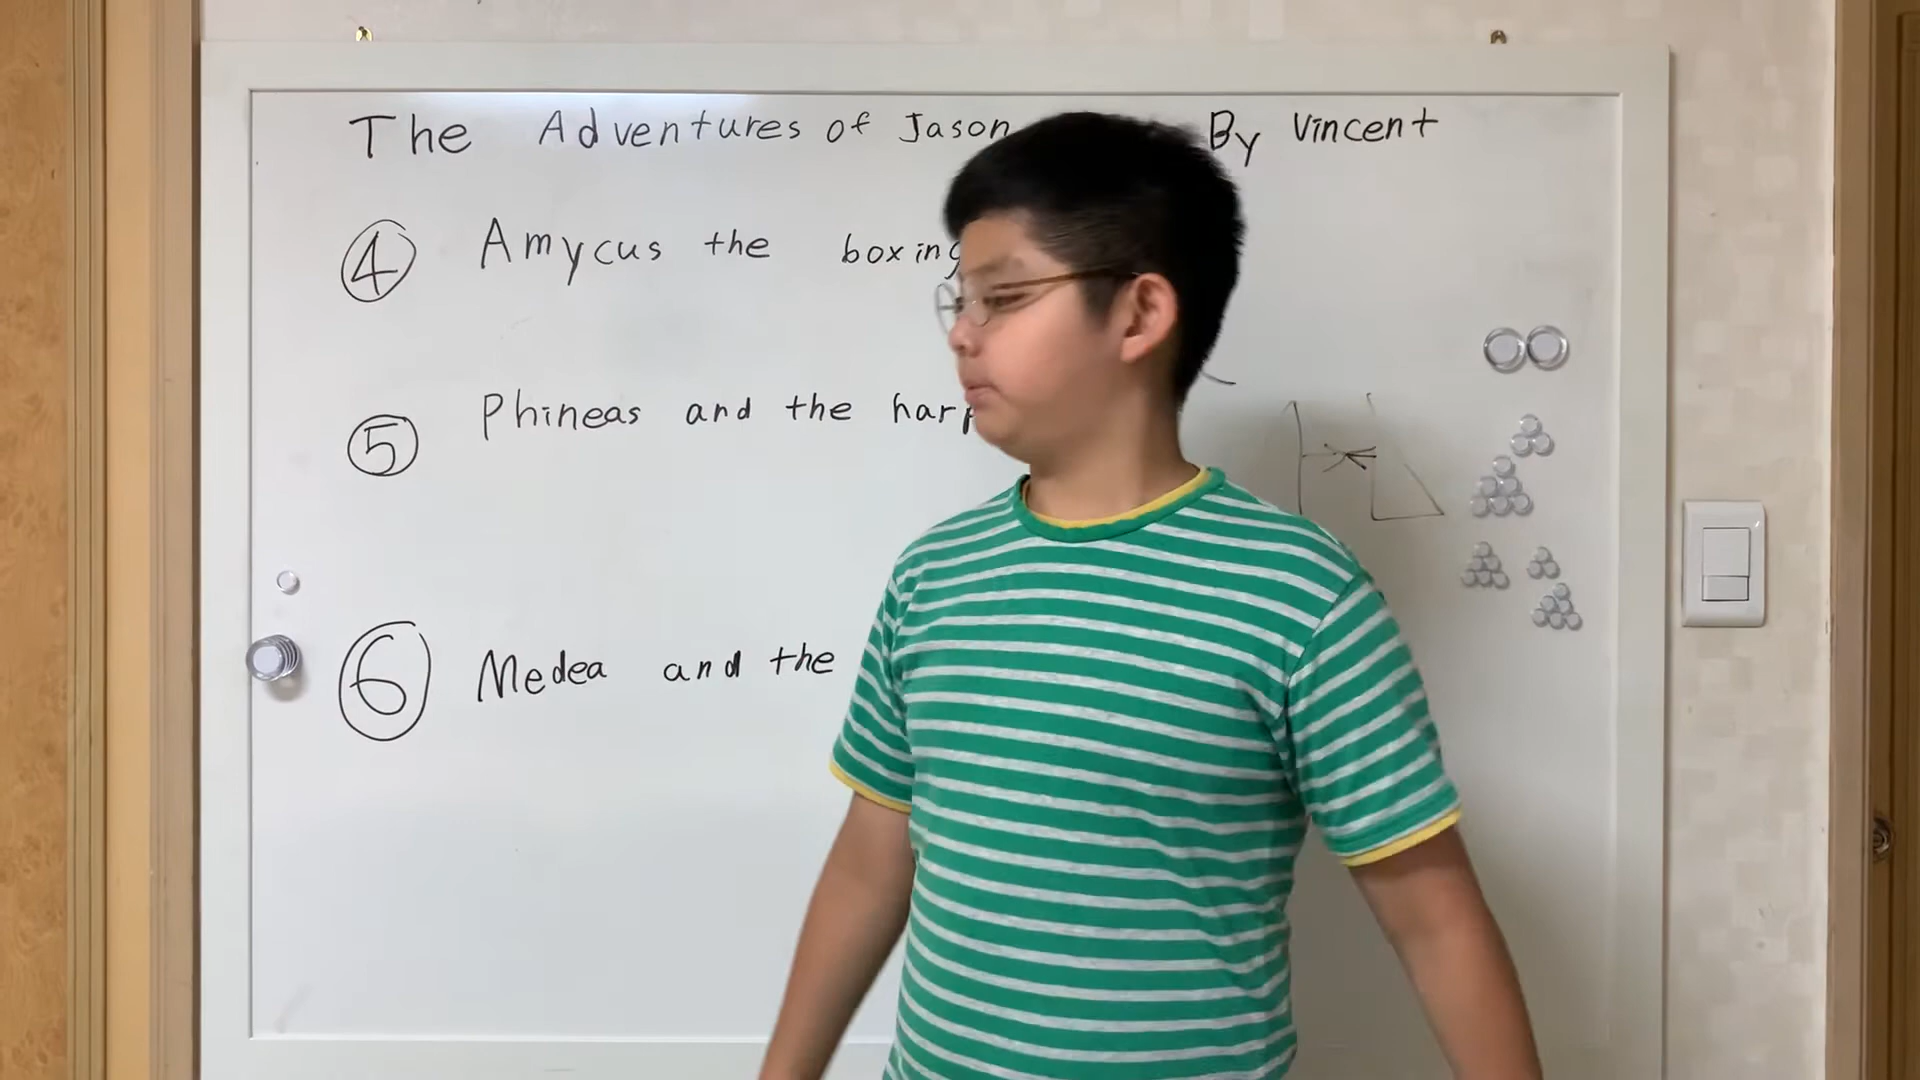 The Adventures of Jason By Vincent
4 Amycus the boxing
5 Phineas and the harp
6 Medea and the